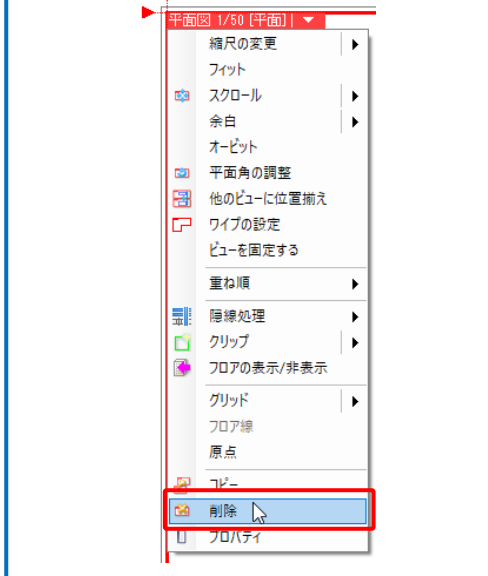 平面図 1/50 [平面] | ▼
縮尺の変更
フィット
スクロール
余白
オービット
平面角の調整
他のビューに位置揃え
ワイプの設定
ビューを固定する
重ね順
隠線処理
クリップ
フロアの表示/非表示
グリッド
フロア線
原点
コピー
削除
プロパティ